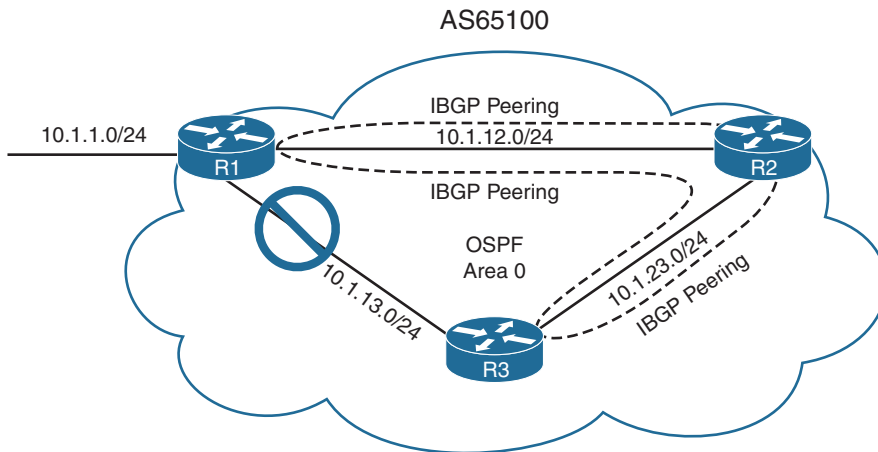 AS65100
IBGP Peering
10.1.1.0/24
10.1.12.0/24
R1
R2
IBGP Peering
OSPF
Area 0
10.1.13.0/24
10.1.23.0/24
IBGP Peering
R3